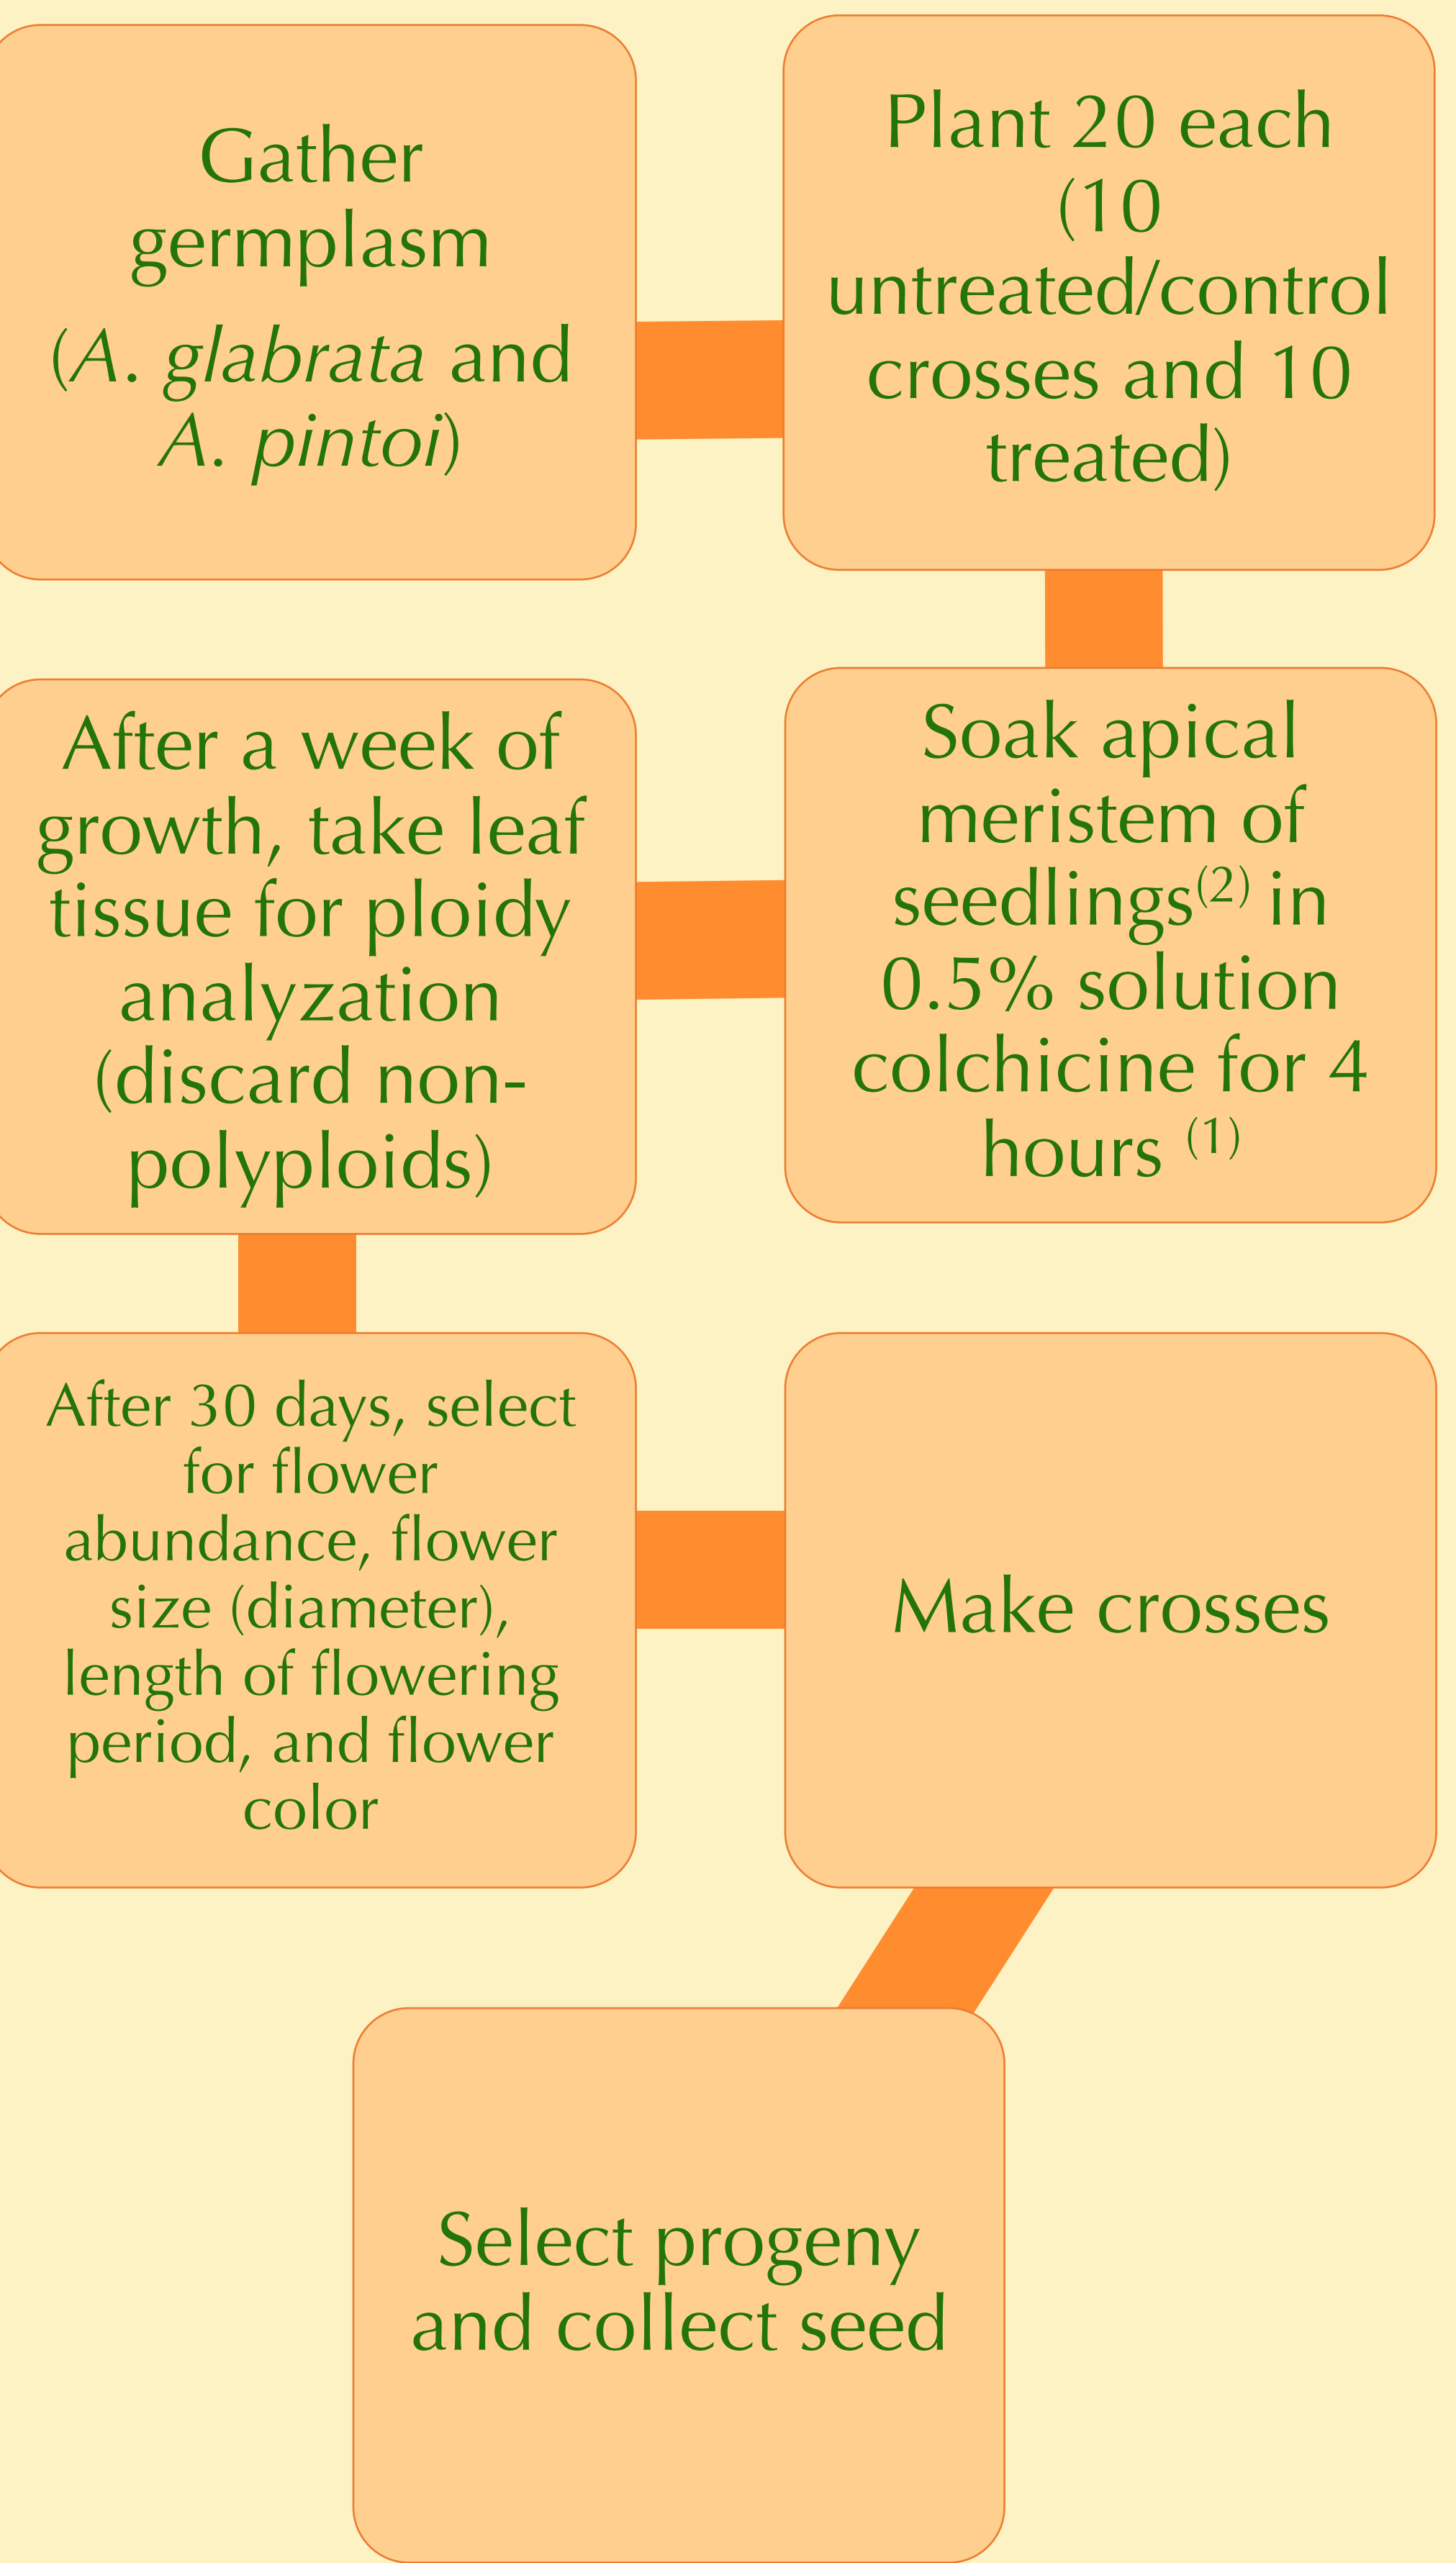 Gather
germplasm
(A. glabrata and
A. pintoi)
Plant 20 each
(10
untreated/control
crosses and 10
treated)
Soak apical
meristem of
seedlings(2) in
0.5% solution
colchicine for 4
hours (1)
After a week of
growth, take leaf
tissue for ploidy
analyzation
(discard non-
polyploids)
After 30 days, select
for flower
abundance, flower
size (diameter),
length of flowering
period, and flower
color
Make crosses
Select progeny
and collect seed